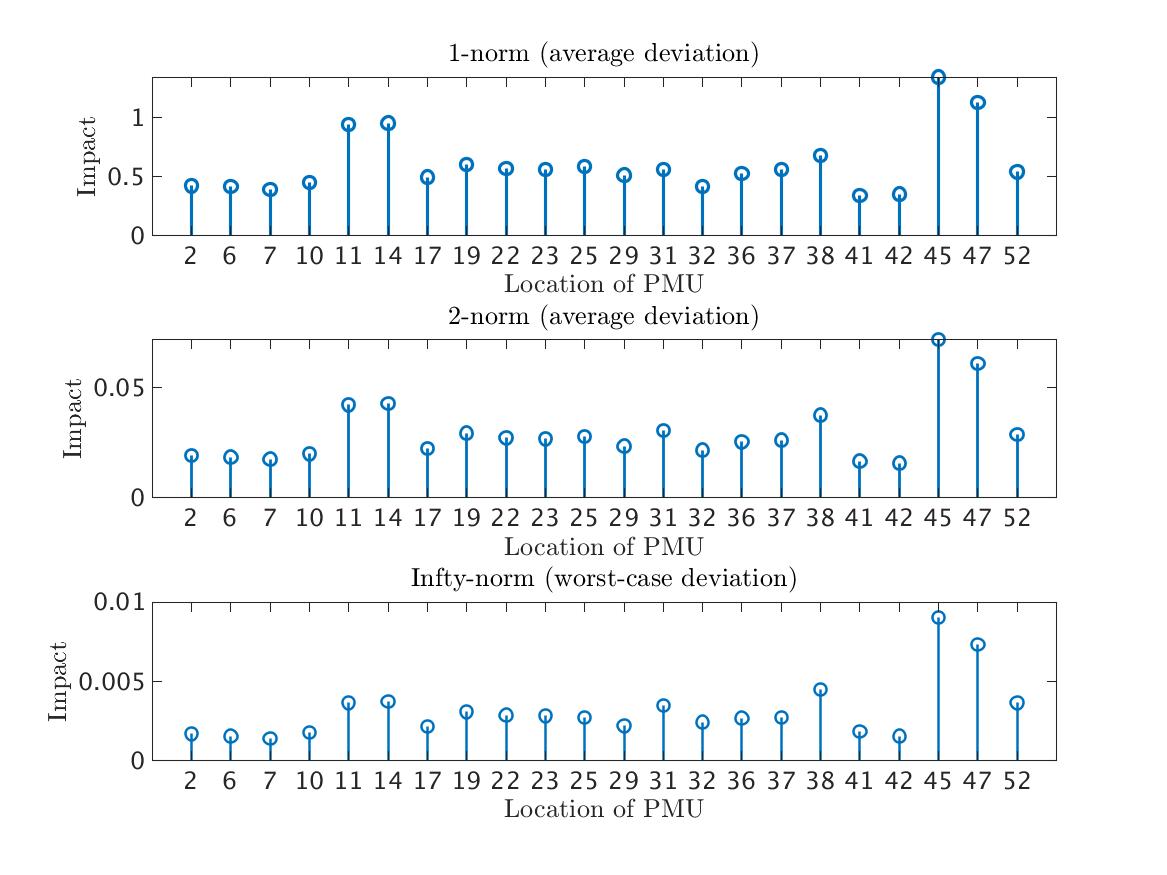 1-norm (average deviation)
Impact
1
0.5
0
2 6 7 10 11 14 17 19 22 23 25 29 31 32 36 37 38 41 42 45 47 52
Location of PMU
2-norm (average deviation)
Impact
0.05
0
2 6 7 10 11 14 17 19 22 23 25 29 31 32 36 37 38 41 42 45 47 52
Location of PMU
Infty-norm (worst-case deviation)
Impact
0.01
0.005
0
2 6 7 10 11 14 17 19 22 23 25 29 31 32 36 37 38 41 42 45 47 52
Location of PMU